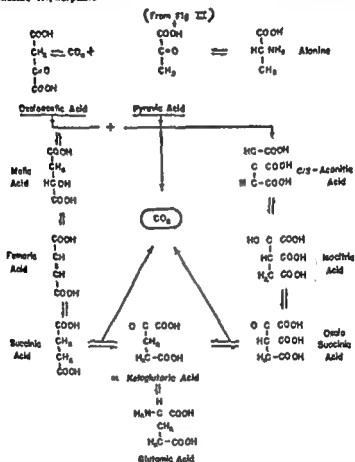 (From Fig II)
COOH COOH COOH
CH₂ ⇌ CO₂ + C=O ⇌ HC NH₂ Alanine
C=O CH₃ CH₃
COOH
Oxaloacetic Acid Pyruvic Acid
+
COOH HC-COOH
Malic Acid CH₂ C COOH Cis-Aconitic Acid
HCOH H C-COOH
COOH
CO₂
COOH HO C COOH
Fumaric Acid CH HC COOH Isocitric Acid
CH H₂C COOH
COOH
COOH O C COOH O C COOH
Succinic Acid CH₂ CH₂ HC COOH Oxalo Succinic Acid
CH₂ H₂C-COOH H₂C COOH
COOH
α Ketoglutaric Acid
H
H₂N-C COOH
CH₂
H₂C-COOH
Glutamic Acid